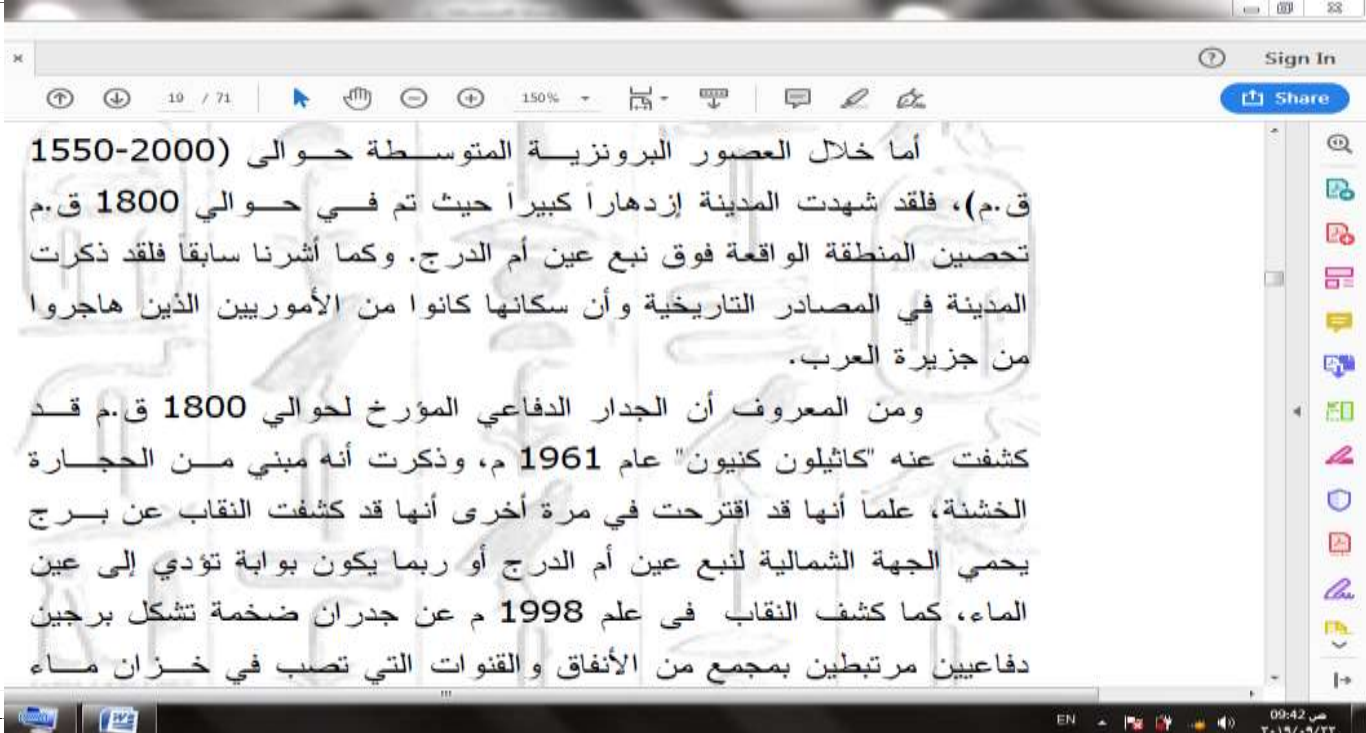 Sign In
19 / 71
150%
Share
أما خلال العصور البرونزية المتوسطة حوالى (2000-1550
ق.م)، فلقد شهدت المدينة إزدهاراً كبيراً حيث تم في حوالي 1800 ق.م
تحصين المنطقة الواقعة فوق نبع عين أم الدرج. وكما أشرنا سابقاً فلقد ذكرت
المدينة في المصادر التاريخية وأن سكانها كانوا من الأموريين الذين هاجروا
من جزيرة العرب.
ومن المعروف أن الجدار الدفاعي المؤرخ لحوالي 1800 ق.م قد
كشفت عنه "كاثيلون كنيون" عام 1961 م، وذكرت أنه مبني من الحجارة
الخشنة، علماً أنها قد اقترحت في مرة أخرى أنها قد كشفت النقاب عن برج
يحمي الجهة الشمالية لنبع عين أم الدرج أو ربما يكون بوابة تؤدي إلى عين
الماء، كما كشف النقاب فى علم 1998 م عن جدران ضخمة تشكل برجين
دفاعيين مرتبطين بمجمع من الأنفاق والقنوات التي تصب في خزان ماء
EN
09:42 ص
٢٠١٩/٠٩/٢٢